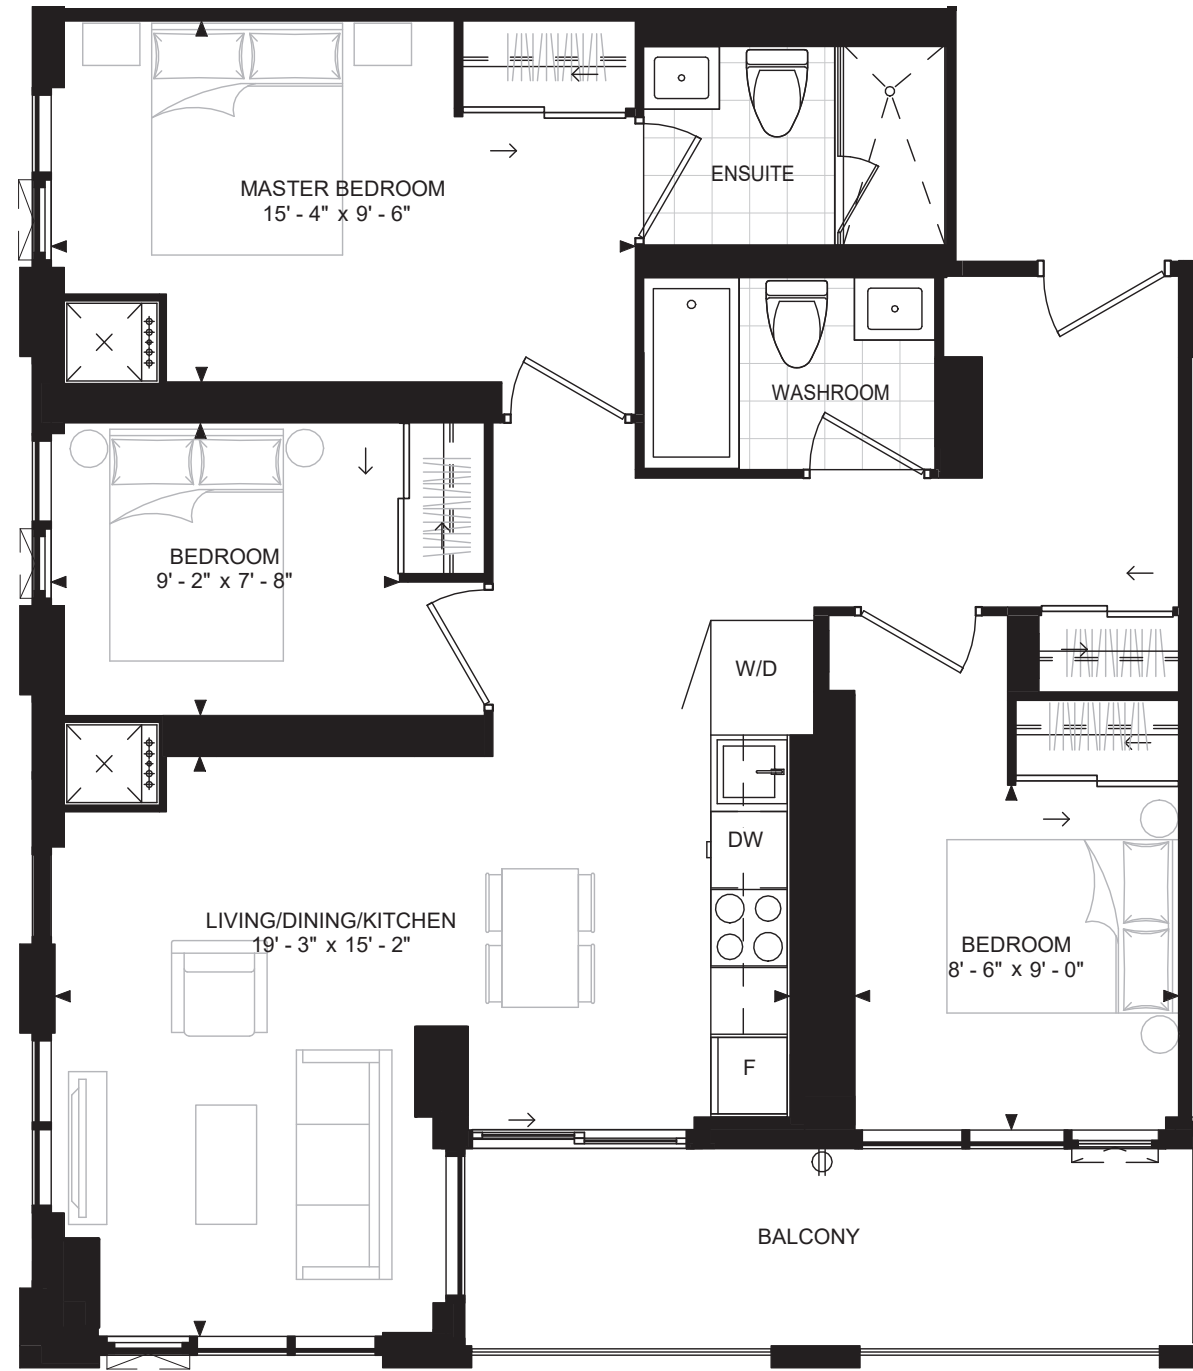 ENSUITE
MASTER BEDROOM
15' - 4" x 9' - 6"
WASHROOM
BEDROOM
9' - 2" x 7' - 8"
W/D
DW
LIVING/DINING/KITCHEN
19' - 3" x 15' - 2"
BEDROOM
8' - 6" x 9' - 0"
F
BALCONY